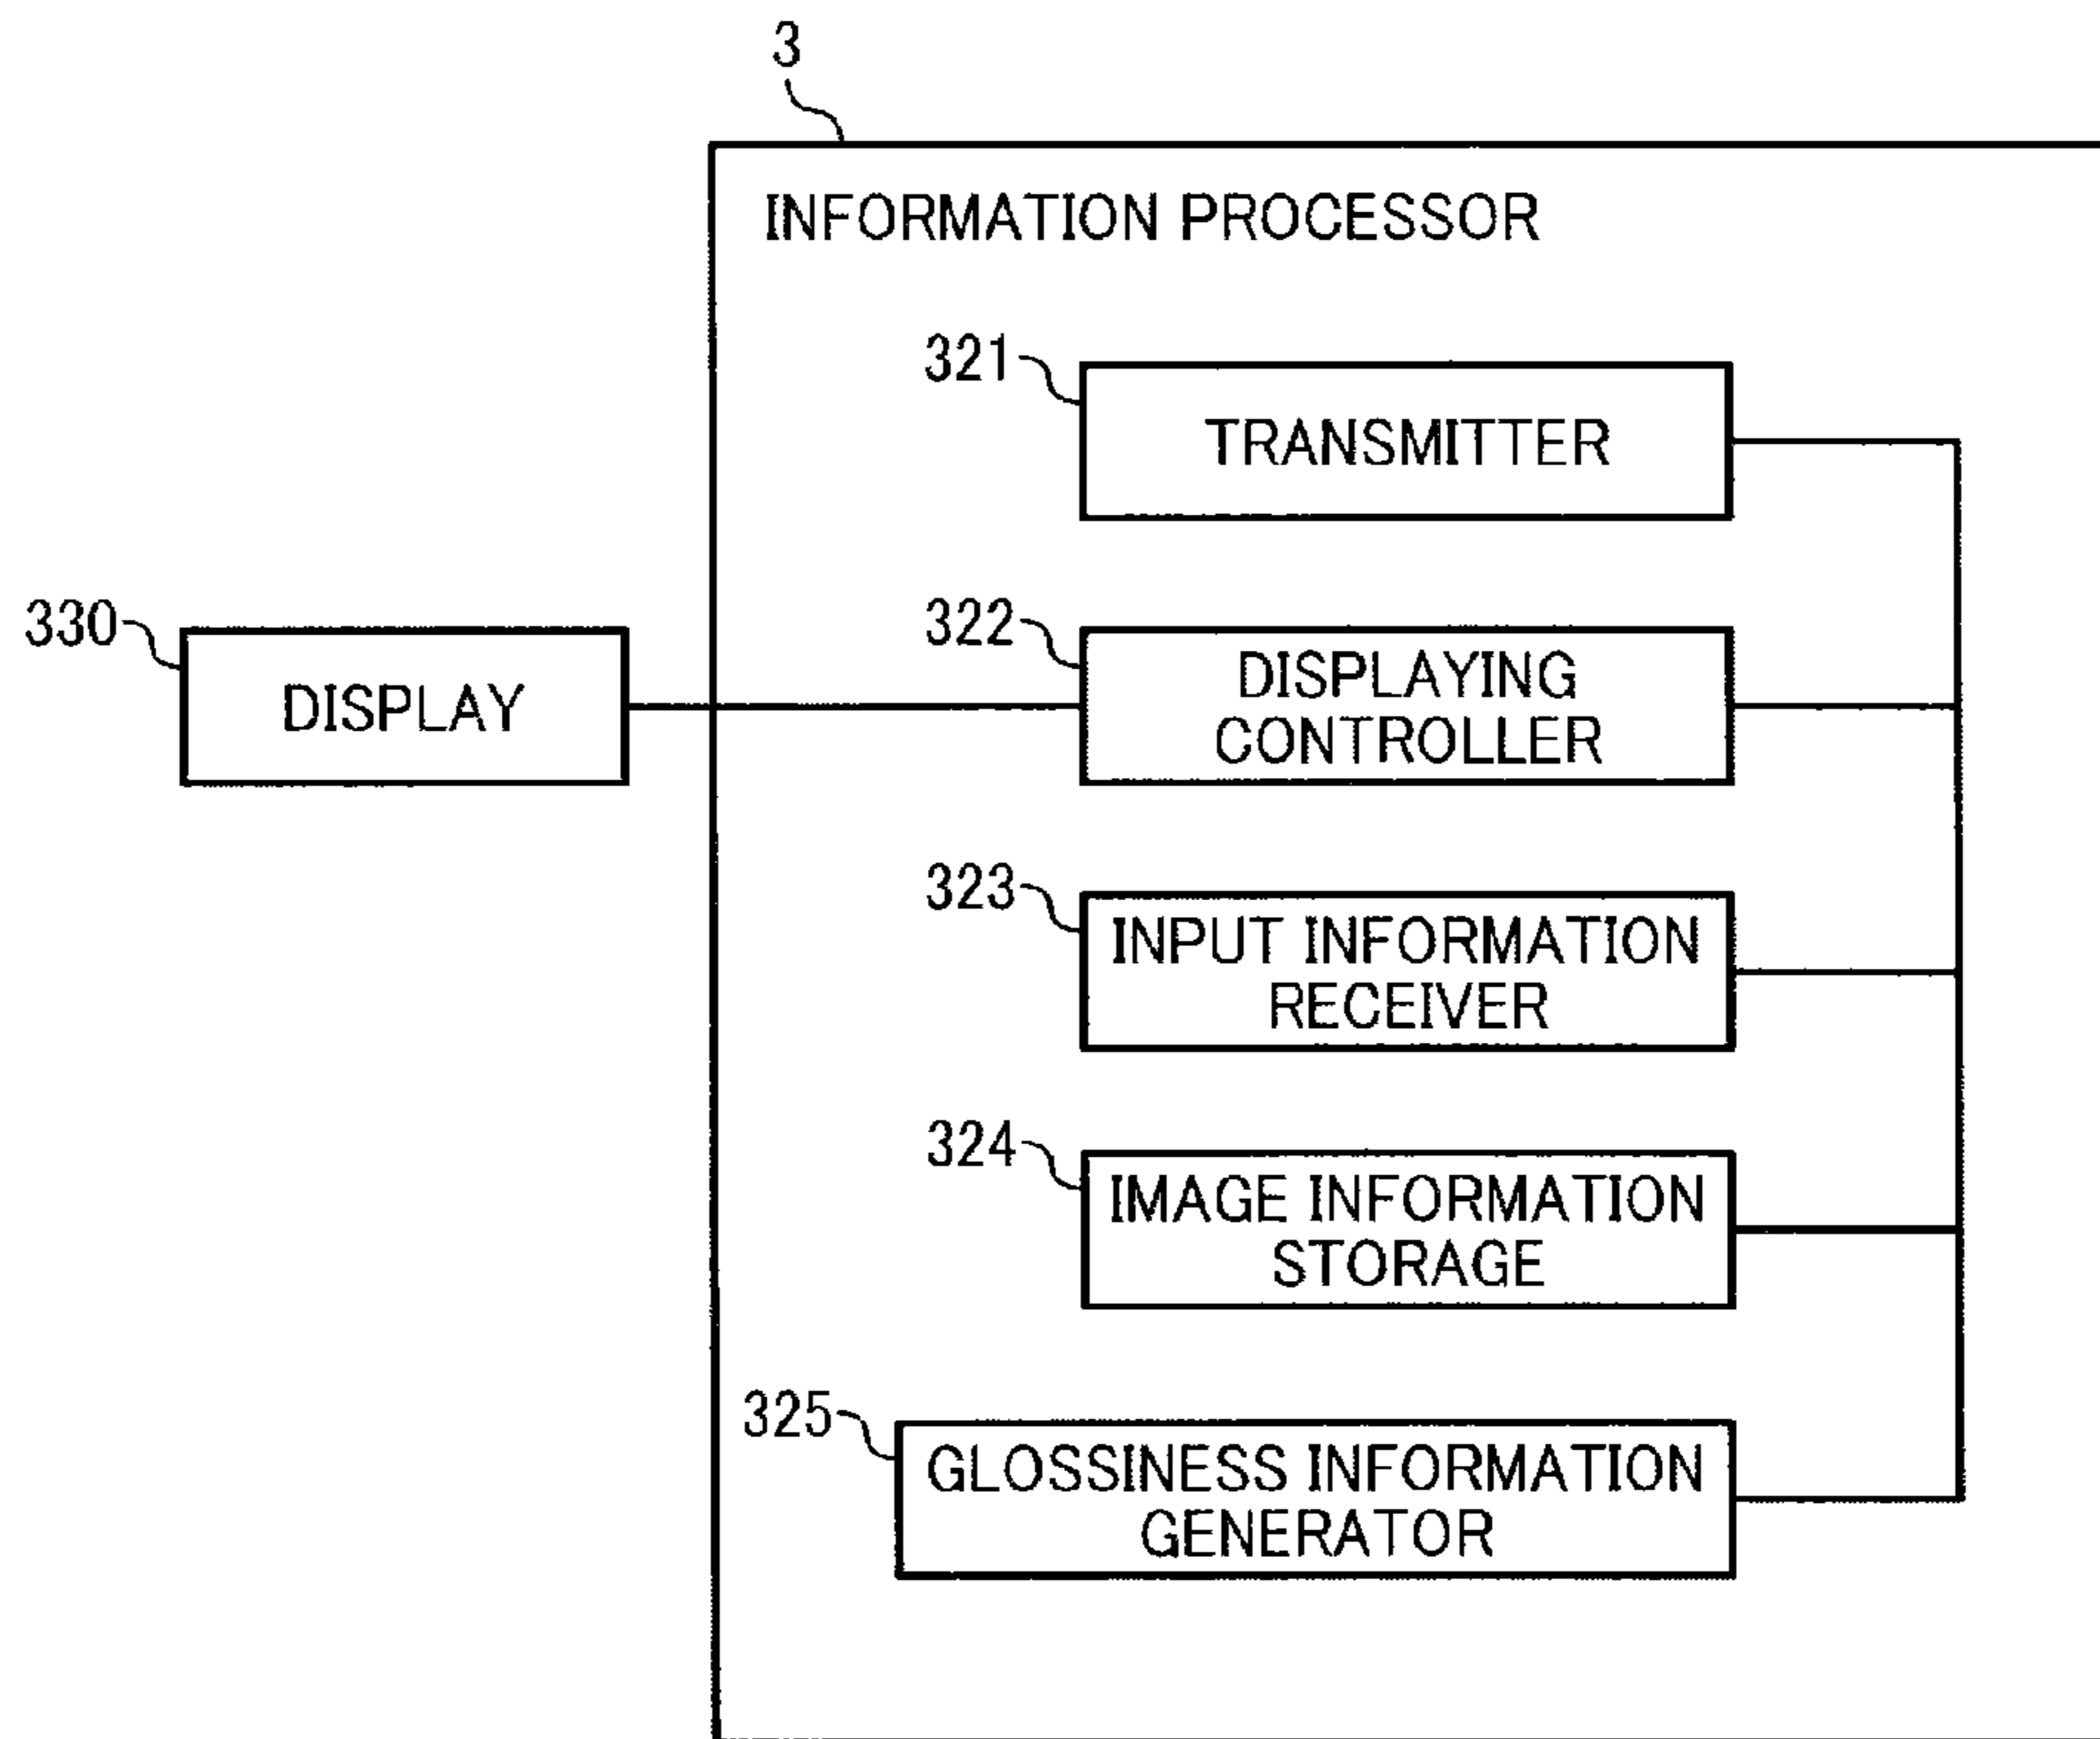 3
INFORMATION PROCESSOR
321
TRANSMITTER
330
DISPLAY
322
DISPLAYING
CONTROLLER
323
INPUT INFORMATION
RECEIVER
324
IMAGE INFORMATION
STORAGE
325
GLOSSINESS INFORMATION
GENERATOR